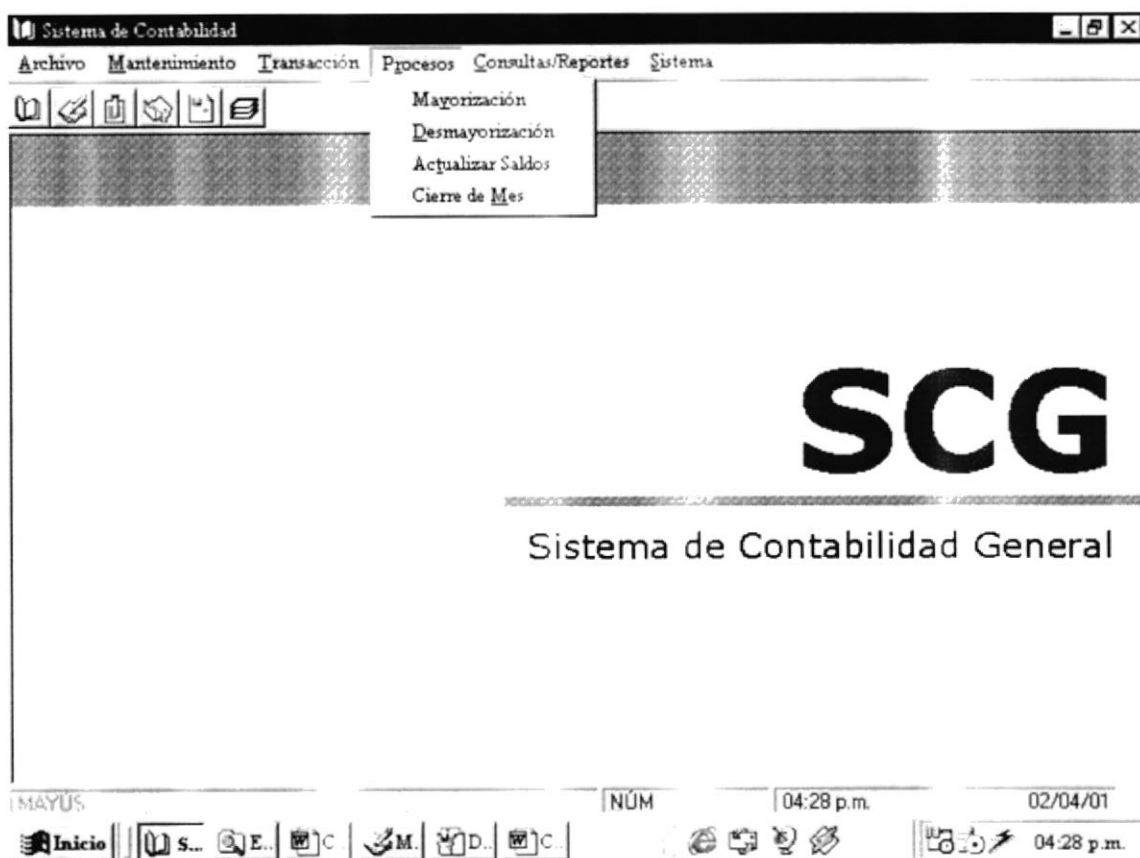 Sistema de Contabilidad
Archivo Mantenimiento Transacción Procesos Consultas/Reportes Sistema
Mayorización
Desmayorización
Actualizar Saldos
Cierre de Mes
SCG
Sistema de Contabilidad General
MAYÚS NÚM 04:28 p.m. 02/04/01
Inicio S... E... C... M... D... C... 04:28 p.m.